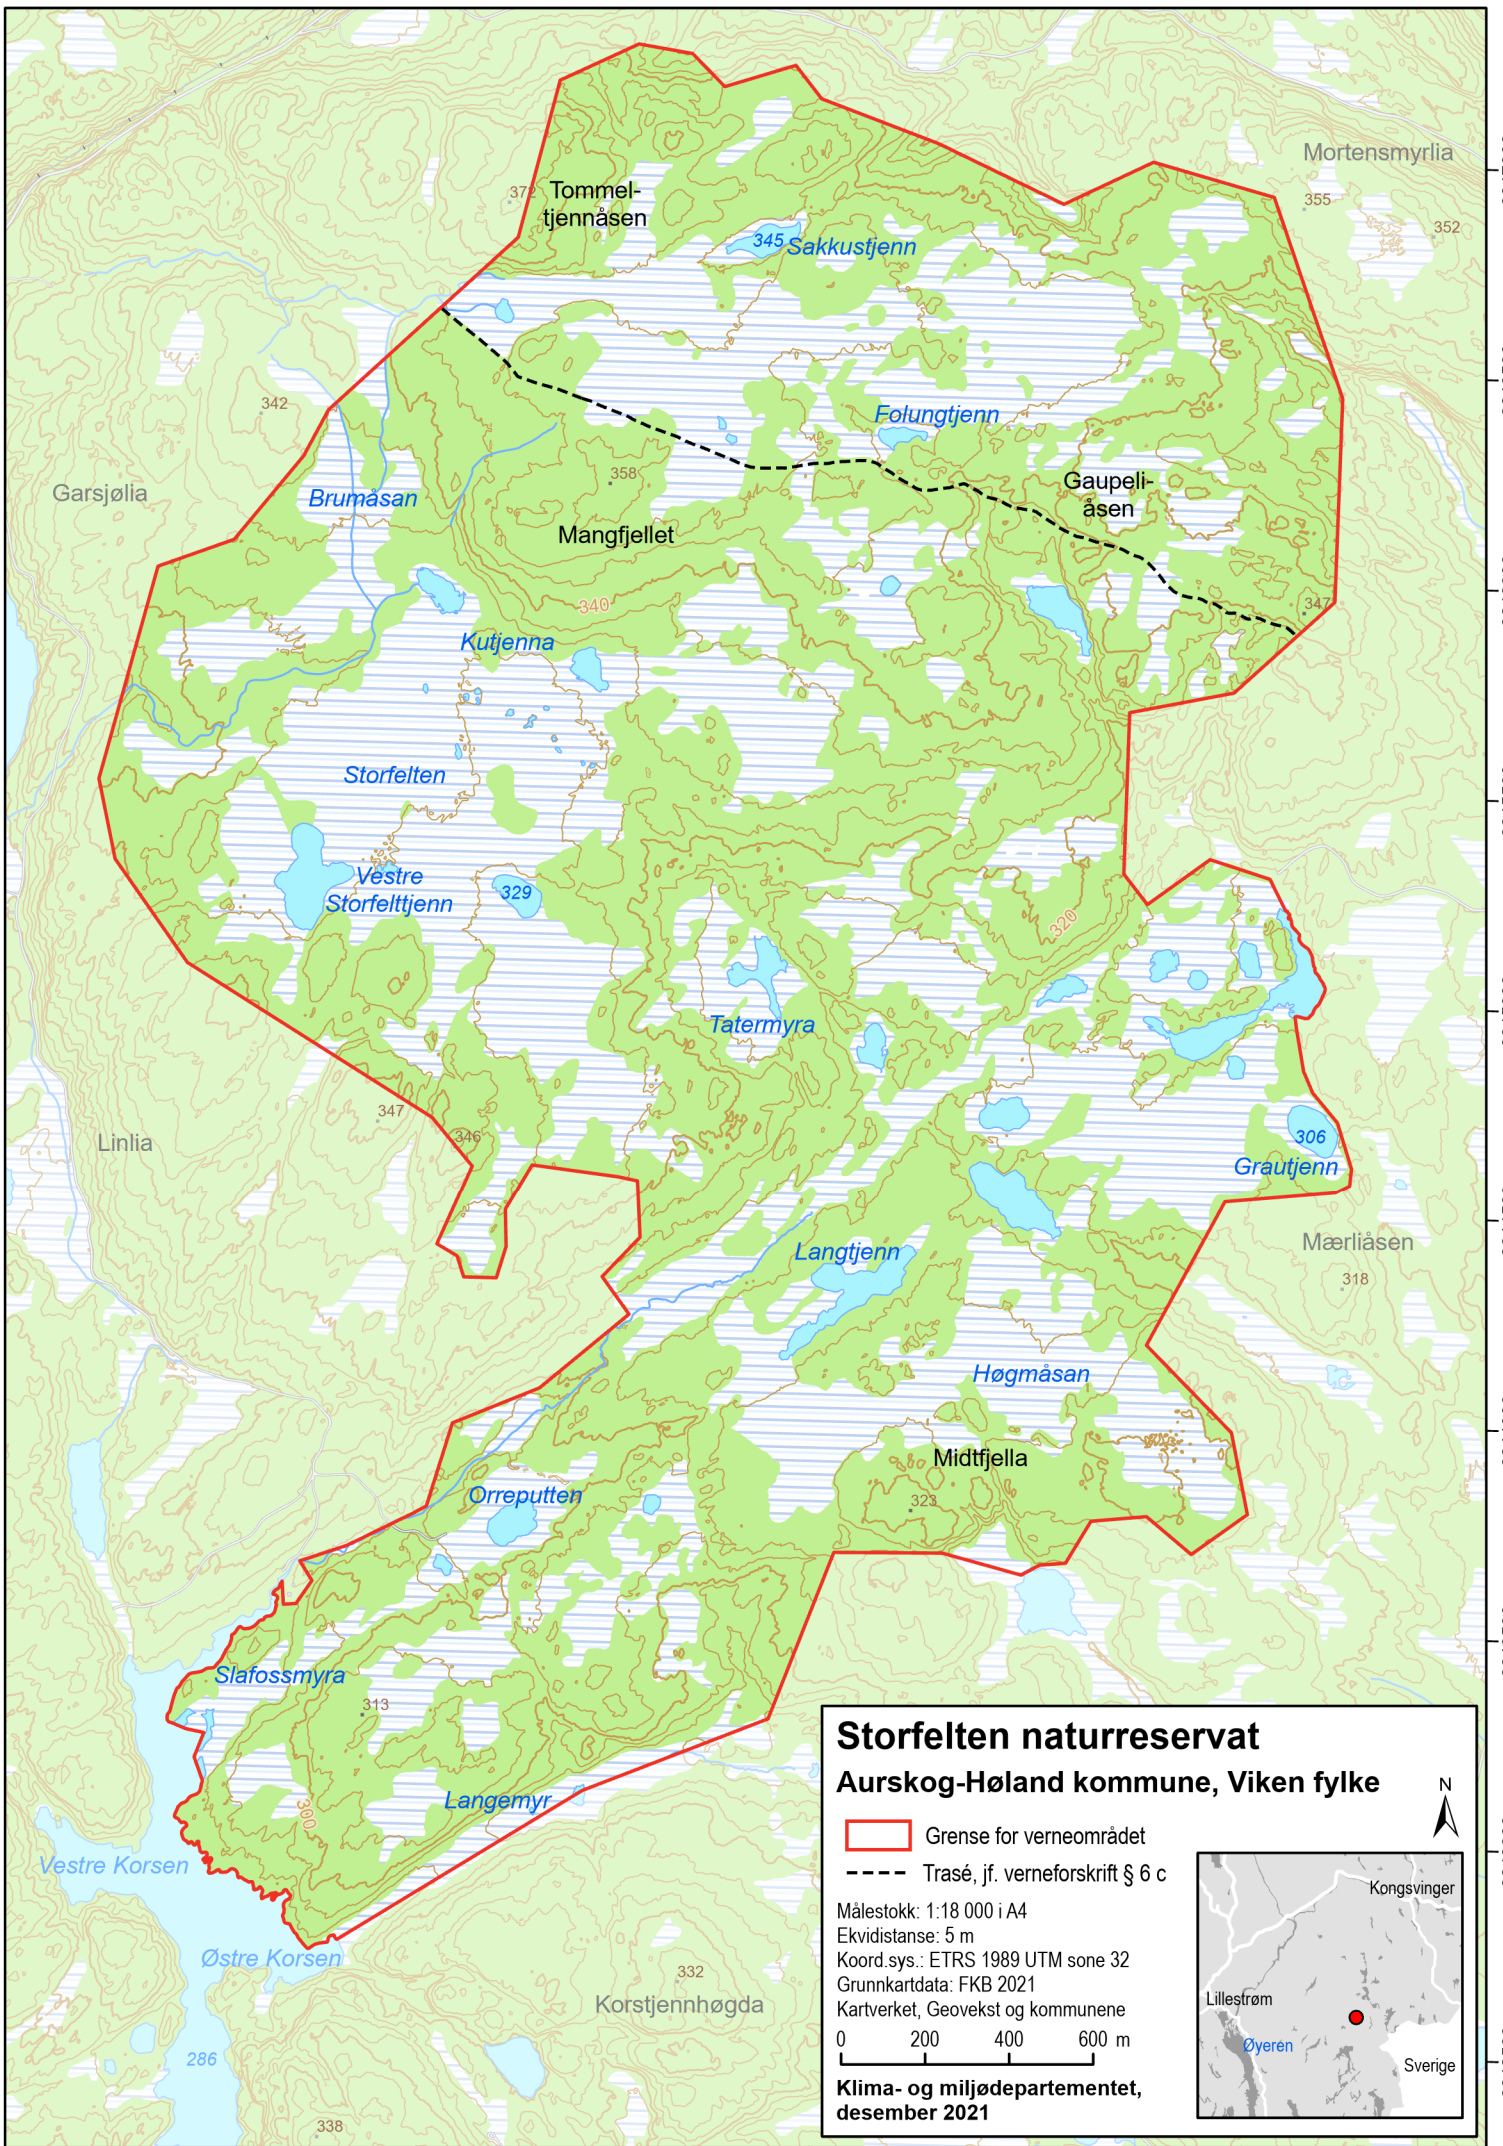 Mortensmyrlia
372
Tommel-
tjennåsen
355
352
345
Sakkustjenn
342
Folungtjenn
358
Garsjølia
Brumåsan
Gaupeli-
åsen
Mangfjellet
340
347
Kutjenna
Storfelten
Vestre
Storfelttjenn
329
320
Tatermyra
347
346
Linlia
306
Grautjenn
Langtjenn
Mærliåsen
318
Høgmåsan
Midtfjella
Orreputten
323
Slafossmyra
313
300
Langemyr
Vestre Korsen
Østre Korsen
332
Korstjennhøgda
286
338
Storfelten naturreservat
Aurskog-Høland kommune, Viken fylke
N
Grense for verneområdet
Trasé, jf. verneforskrift § 6 c
Målestokk: 1:18 000 i A4
Ekvidistanse: 5 m
Koord.sys.: ETRS 1989 UTM sone 32
Grunnkartdata: FKB 2021
Kartverket, Geovekst og kommunene
0 200 400 600 m
Klima- og miljødepartementet,
desember 2021
Kongsvinger
Lillestrøm
Øyeren
Sverige